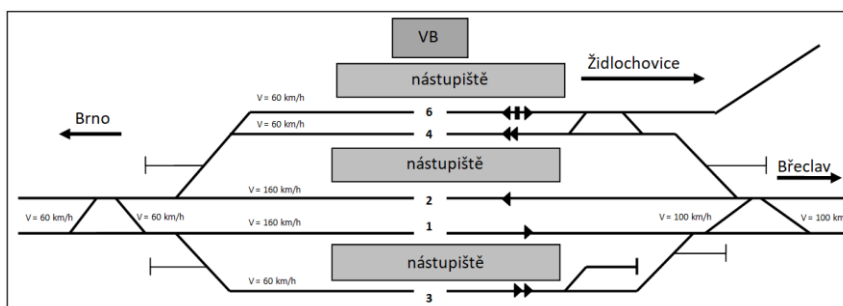 VB
Židlochovice
nástupiště
V = 60 km/h
6
Brno
V = 60 km/h
4
nástupiště
Břeclav
V = 160 km/h
2
V = 60 km/h
V = 60 km/h
V = 160 km/h
1
V = 100 km/h
V = 100 km
nástupiště
V = 60 km/h
3